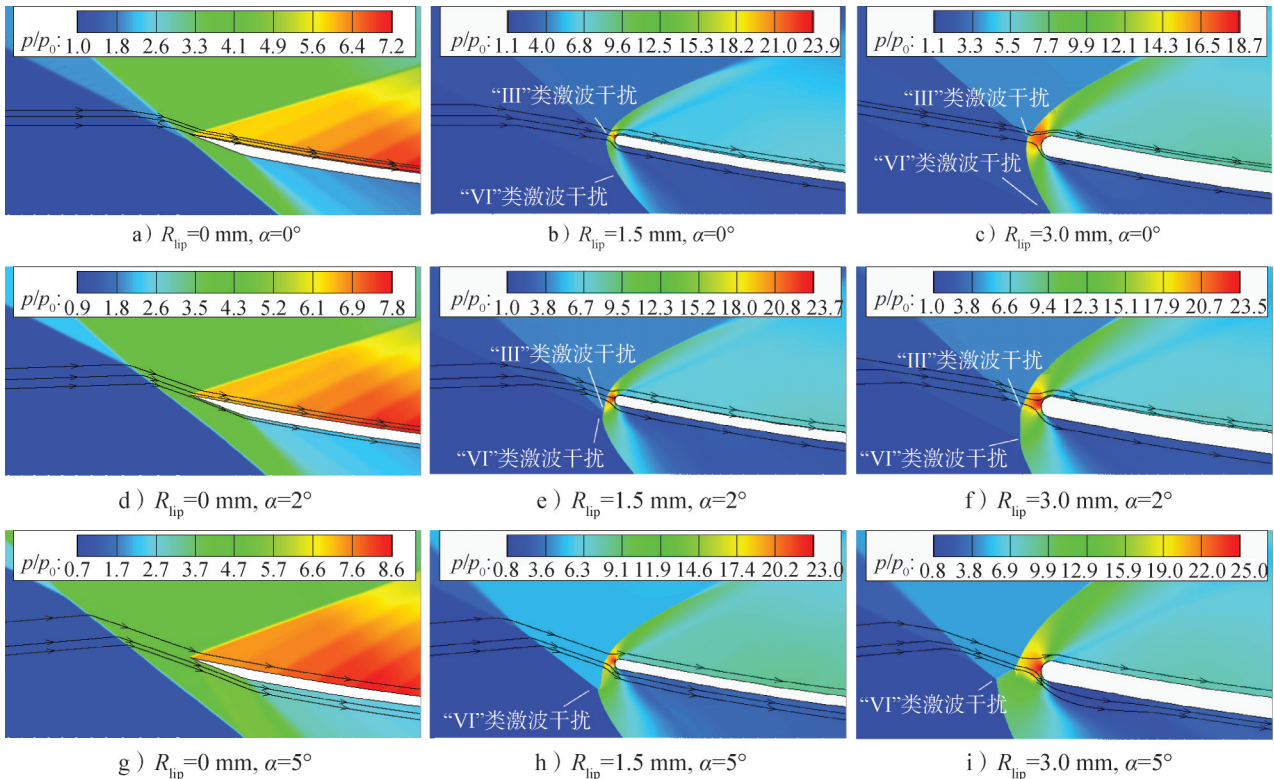 p/p₀: 1.0 1.8 2.6 3.3 4.1 4.9 5.6 6.4 7.2
a）R_lip=0 mm, α=0°
p/p₀: 1.1 4.0 6.8 9.6 12.5 15.3 18.2 21.0 23.9
“III”类激波干扰
“VI”类激波干扰
b）R_lip=1.5 mm, α=0°
p/p₀: 1.1 3.3 5.5 7.7 9.9 12.1 14.3 16.5 18.7
“III”类激波干扰
“VI”类激波干扰
c）R_lip=3.0 mm, α=0°
p/p₀: 0.9 1.8 2.6 3.5 4.3 5.2 6.1 6.9 7.8
d）R_lip=0 mm, α=2°
p/p₀: 1.0 3.8 6.7 9.5 12.3 15.2 18.0 20.8 23.7
“III”类激波干扰
“VI”类激波干扰
e）R_lip=1.5 mm, α=2°
p/p₀: 1.0 3.8 6.6 9.4 12.3 15.1 17.9 20.7 23.5
“III”类激波干扰
“VI”类激波干扰
f）R_lip=3.0 mm, α=2°
p/p₀: 0.7 1.7 2.7 3.7 4.7 5.7 6.6 7.6 8.6
g）R_lip=0 mm, α=5°
p/p₀: 0.8 3.6 6.3 9.1 11.9 14.6 17.4 20.2 23.0
“VI”类激波干扰
h）R_lip=1.5 mm, α=5°
p/p₀: 0.8 3.8 6.9 9.9 12.9 15.9 19.0 22.0 25.0
“VI”类激波干扰
i）R_lip=3.0 mm, α=5°